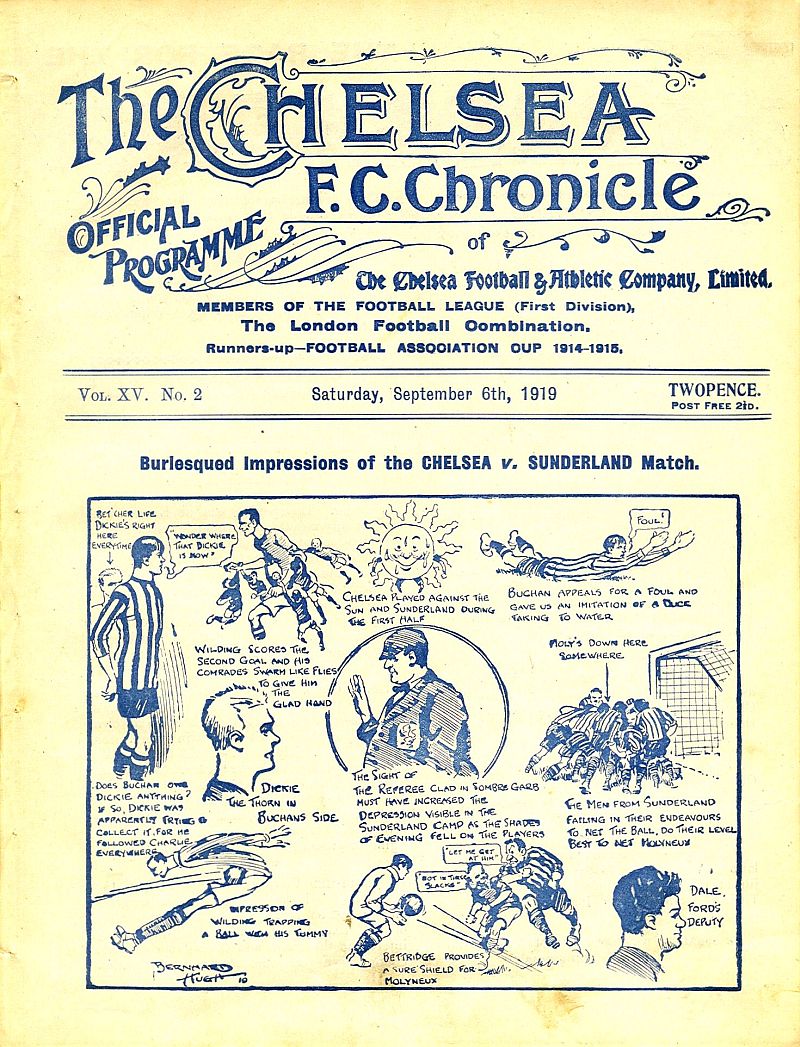 The CHELSEA
F.C. Chronicle
OFFICIAL
PROGRAMME
of
The Chelsea Football & Athletic Company, Limited.
MEMBERS OF THE FOOTBALL LEAGUE (First Division),
The London Football Combination.
Runners-up—FOOTBALL ASSOCIATION CUP 1914-1915.
VOL. XV. No. 2
Saturday, September 6th, 1919
TWOPENCE.
POST FREE 2½D.
Burlesqued Impressions of the CHELSEA v. SUNDERLAND Match.
BET'CHER LIFE
DICKIE'S RIGHT
HERE
EVERYTIME
"WONDER WHERE
THAT DICKIE
IS NOW?"
WILDING SCORES THE
SECOND GOAL AND HIS
COMRADES SWARM LIKE FLIES
TO GIVE HIM
THE
GLAD HAND
CHELSEA PLAYED AGAINST THE
SUN AND SUNDERLAND DURING
THE FIRST HALF
FOUL!
BUCHAN APPEALS FOR A FOUL AND
GAVE US AN IMITATION OF A DUCK
TAKING TO WATER
MOLY'S DOWN HERE
SOMEWHERE
DOES BUCHAN OWE
DICKIE ANYTHING?
IF SO, DICKIE WAS
APPARENTLY TRYING TO
COLLECT IT. FOR HE
FOLLOWED CHARLIE
EVERYWHERE
DICKIE
THE THORN IN
BUCHANS SIDE
THE SIGHT OF
THE REFEREE CLAD IN SOMBRE GARB
MUST HAVE INCREASED THE
DEPRESSION VISIBLE IN THE
SUNDERLAND CAMP AS THE SHADES
OF EVENING FELL ON THE PLAYERS
THE MEN FROM SUNDERLAND
FAILING IN THEIR ENDEAVOURS
TO NET THE BALL, DO THEIR LEVEL
BEST TO NET MOLYNEUX
IMPRESSION OF
WILDING TRAPPING
A BALL WITH HIS TUMMY
"LET ME GET
AT HIM"
"NOT IN THESE
SLACKS"
BETTRIDGE PROVIDES
A SURE SHIELD FOR
MOLYNEUX
DALE,
FORD'S
DEPUTY
BERNHARD
HUGH 19